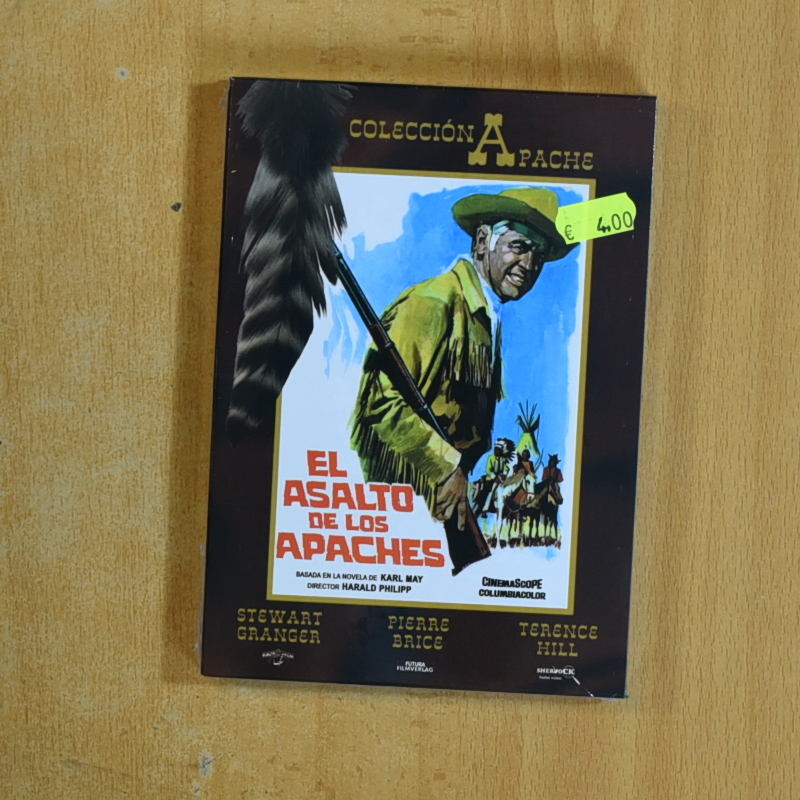 COLECCIÓN APACHE
€ 4.00
EL
ASALTO
DE LOS
APACHES
BASADA EN LA NOVELA DE KARL MAY
DIRECTOR HARALD PHILIPP
CINEMASCOPE
COLUMBIACOLOR
STEWART
GRANGER
PIERRE
BRICE
TERENCE
HILL
FUTURA
FILMVERLAG
SHERLOCK